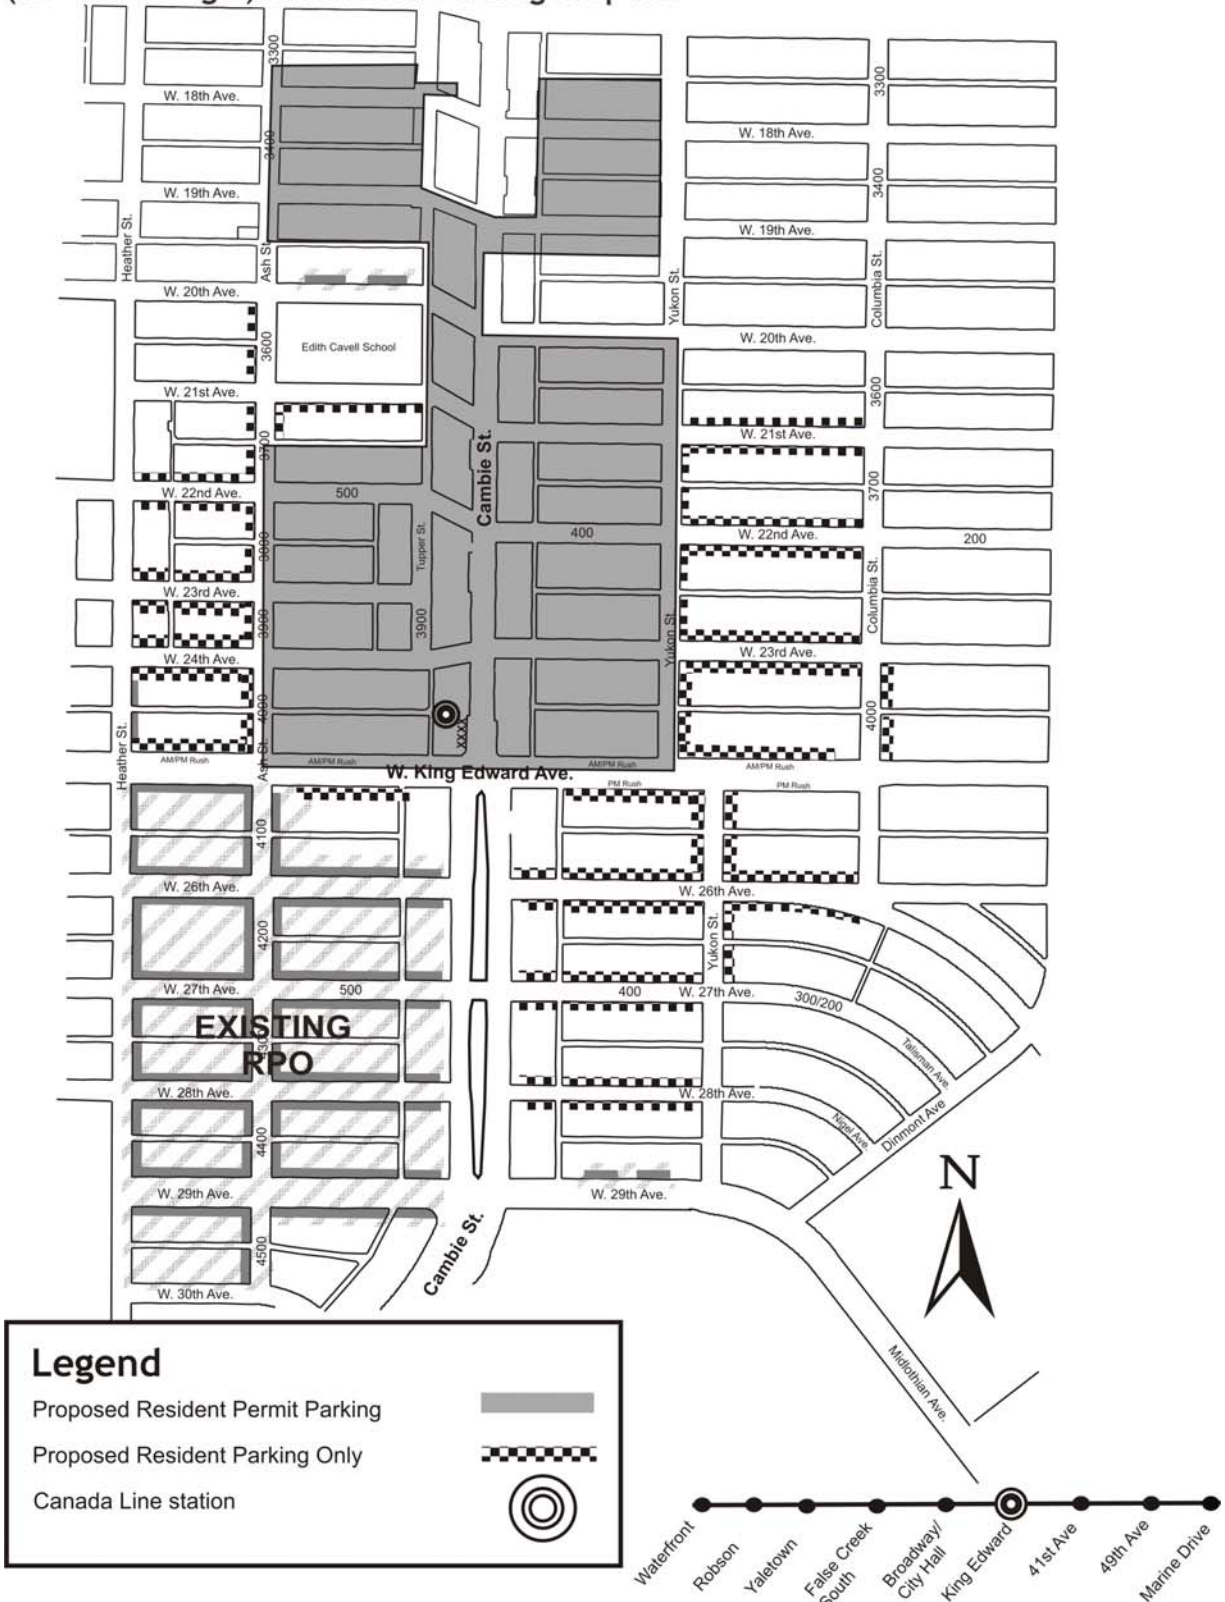 3300
W. 18th Ave.
3300
W. 18th Ave.
3400
W. 19th Ave.
3400
W. 19th Ave.
Heather St.
Ash St.
W. 20th Ave.
Yukon St.
Columbia St.
W. 20th Ave.
3600
Edith Cavell School
W. 21st Ave.
3600
W. 21st Ave.
3700
Cambie St.
W. 22nd Ave.
500
3700
400
W. 22nd Ave.
200
3800
Tupper St.
W. 23rd Ave.
Columbia St.
3900
3900
Yukon St.
W. 24th Ave.
W. 23rd Ave.
4000
4000
XXXX
Heather St.
Ash St.
AM/PM Rush
AM/PM Rush
AM/PM Rush
AM/PM Rush
W. King Edward Ave.
PM Rush
PM Rush
4100
W. 26th Ave.
W. 26th Ave.
4200
Yukon St.
W. 27th Ave.
500
400
W. 27th Ave.
300/200
EXISTING
RPO
4300
Talisman Ave.
W. 28th Ave.
W. 28th Ave.
Nigel Ave.
Dinmont Ave
4400
N
W. 29th Ave.
W. 29th Ave.
Cambie St.
4500
W. 30th Ave.
Midlothian Ave.
Legend
Proposed Resident Permit Parking
Proposed Resident Parking Only
Canada Line station
Waterfront
Robson
Yaletown
False Creek
South
Broadway/
City Hall
King Edward
41st Ave
49th Ave
Marine Drive